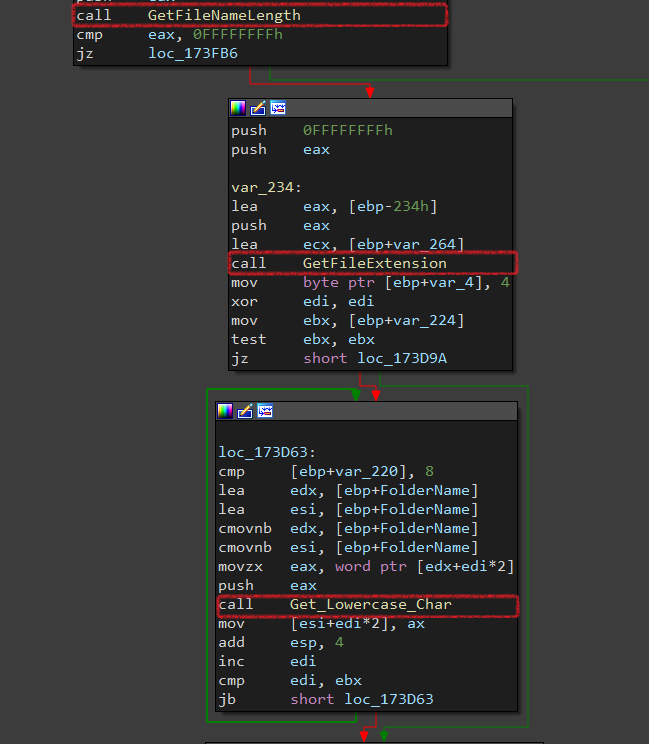 call GetFileNameLength
cmp eax, 0FFFFFFFFh
jz loc_173FB6
push 0FFFFFFFFh
push eax
var_234:
lea eax, [ebp-234h]
push eax
lea ecx, [ebp+var_264]
call GetFileExtension
mov byte ptr [ebp+var_4], 4
xor edi, edi
mov ebx, [ebp+var_224]
test ebx, ebx
jz short loc_173D9A
loc_173D63:
cmp [ebp+var_220], 8
lea edx, [ebp+FolderName]
lea esi, [ebp+FolderName]
cmovnb edx, [ebp+FolderName]
cmovnb esi, [ebp+FolderName]
movzx eax, word ptr [edx+edi*2]
push eax
call Get_Lowercase_Char
mov [esi+edi*2], ax
add esp, 4
inc edi
cmp edi, ebx
jb short loc_173D63